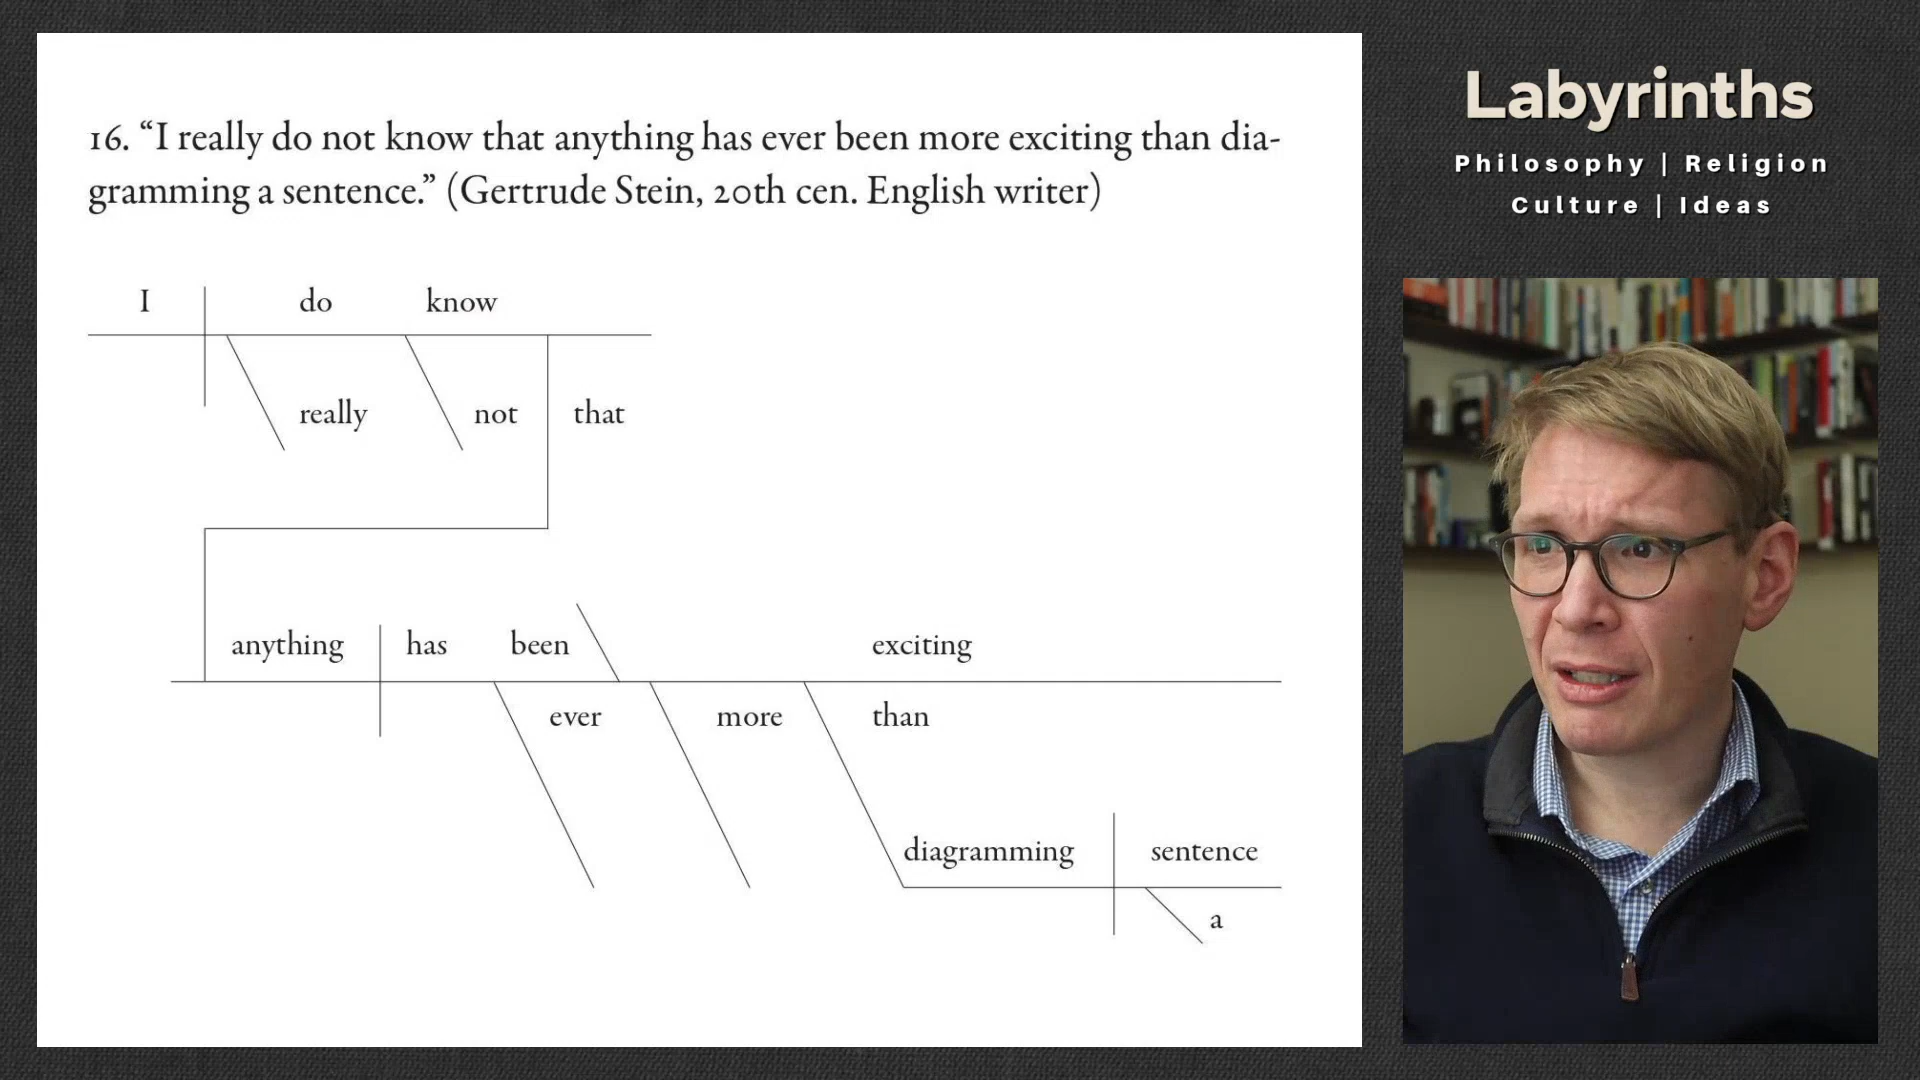 16. “I really do not know that anything has ever been more exciting than dia-
gramming a sentence.” (Gertrude Stein, 20th cen. English writer)
I do know
really not that
anything has been exciting
ever more than
diagramming sentence
a
Labyrinths
Philosophy | Religion
Culture | Ideas